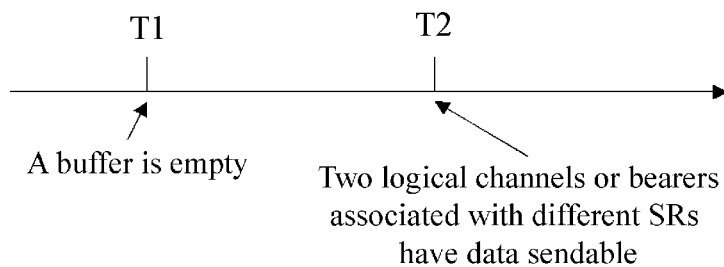 T1
T2
A buffer is empty
Two logical channels or bearers
associated with different SRs
have data sendable